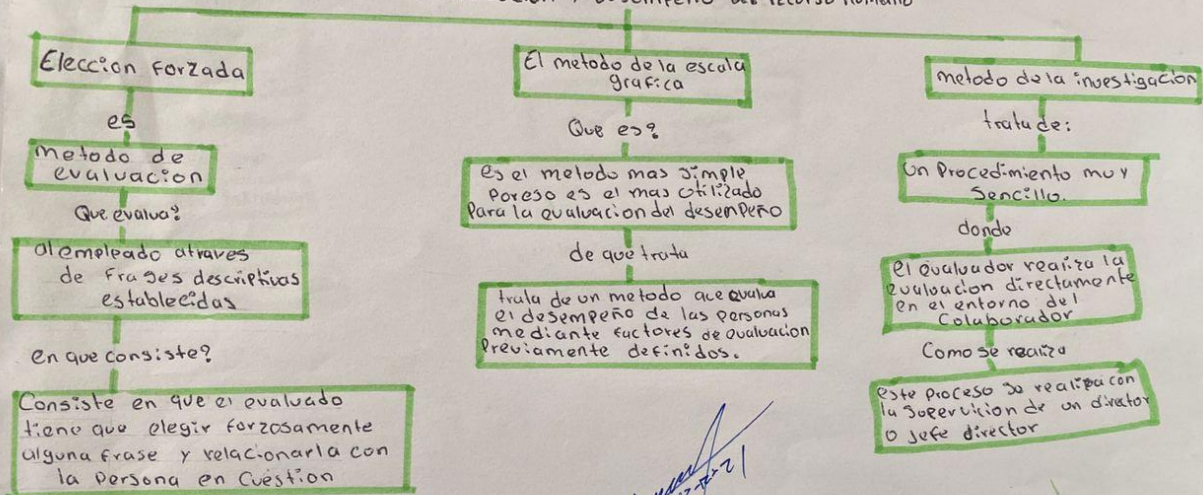 DESEMPEÑO DEL RECURSO HUMANO
Eleccion Forzada
es
metodo de
evaluacion
Que evalua?
al empleado atraves
de Frases descriptivas
establecidas
en que consiste?
Consiste en que el evaluado
tiene que elegir forzosamente
alguna frase y relacionarla con
la persona en Cuestion
El metodo de la escala
grafica
Que es?
es el metodo mas simple
Por eso es el mas utilizado
Para la evaluacion del desempeño
de que trata
trata de un metodo que evalua
el desempeño de las personas
mediante factores de evaluacion
Previamente definidos.
metodo de la investigación
trata de:
Un Procedimiento muy
Sencillo.
donde
el evaluador realiza la
evaluacion directamente
en el entorno del
Colaborador
Como se realiza
este proceso se realiza con
la supervicion de un director
o Jefe director